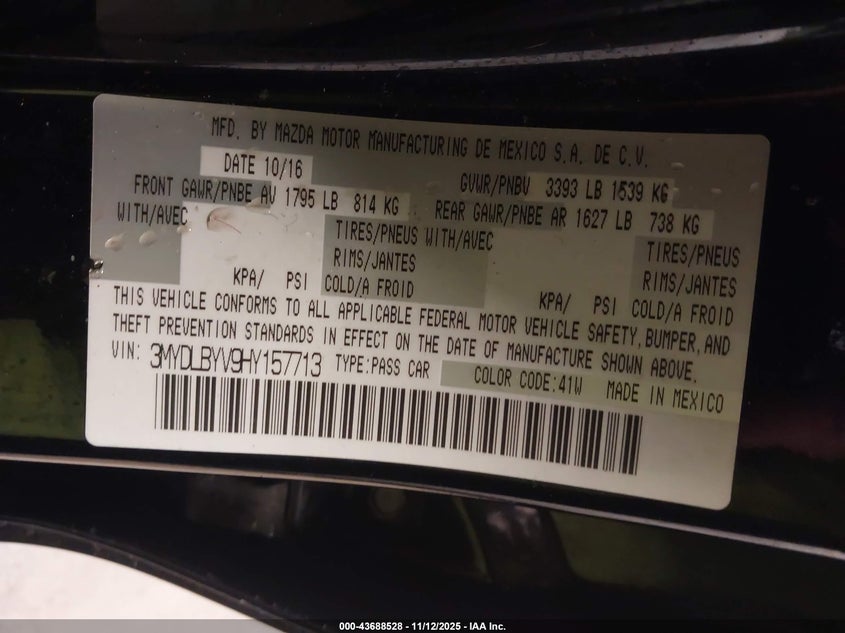 MFD. BY MAZDA MOTOR MANUFACTURING DE MEXICO S.A. DE C.V.
DATE 10/16 GVWR/PNBV 3393 LB 1539 KG
FRONT GAWR/PNBE AV 1795 LB 814 KG REAR GAWR/PNBE AR 1627 LB 738 KG
WITH/AVEC TIRES/PNEUS WITH/AVEC TIRES/PNEUS
RIMS/JANTES RIMS/JANTES
KPA/ PSI COLD/A FROID KPA/ PSI COLD/A FROID
THIS VEHICLE CONFORMS TO ALL APPLICABLE FEDERAL MOTOR VEHICLE SAFETY, BUMPER, AND
THEFT PREVENTION STANDARDS IN EFFECT ON THE DATE OF MANUFACTURE SHOWN ABOVE.
VIN: 3MYDLBYV9HY157713 TYPE:PASS CAR COLOR CODE:41W MADE IN MEXICO
000-43688528 - 11/12/2025 - IAA Inc.